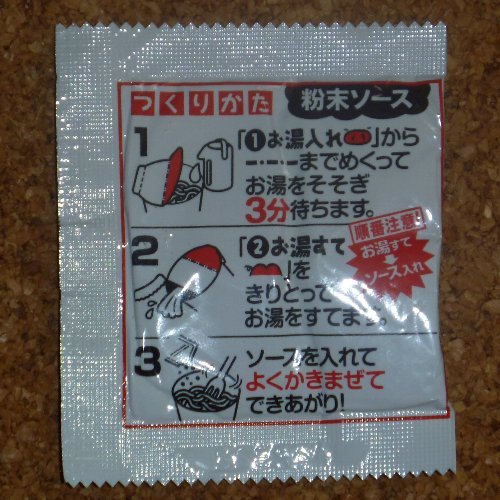 つくりかた
粉末ソース
1
「❶お湯入れ」から
までめくって
お湯をそそぎ
3分待ちます。
2
「❷お湯すて
」を
きりとって
お湯をすてます。
順番注意!
お湯すて
ソース入れ
3
ソースを入れて
よくかきまぜて
できあがり!